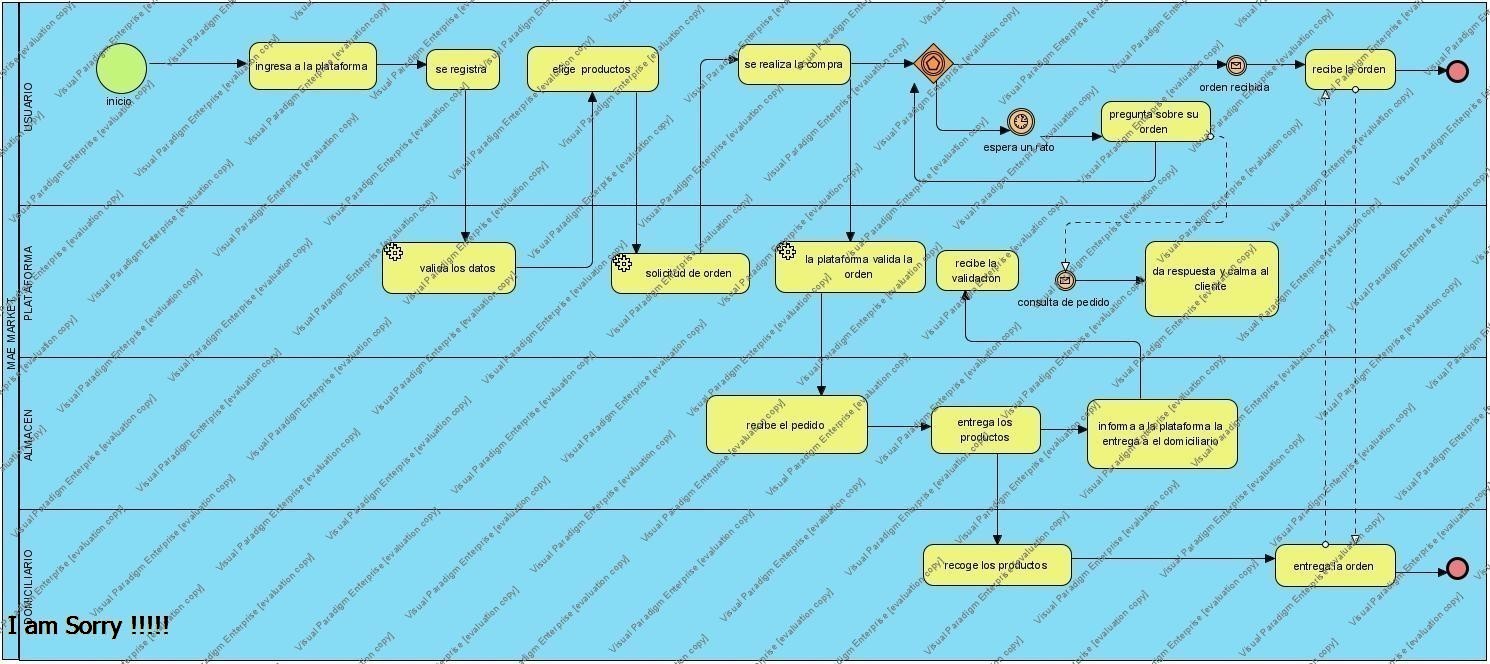 MAE MARKET
USUARIO
inicio
ingresa a la plataforma
se registra
elige productos
se realiza la compra
orden recibida
recibe la orden
espera un rato
pregunta sobre su
orden
PLATAFORMA
valida los datos
solicitud de orden
la plataforma valida la
orden
recibe la
validacion
consulta de pedido
da respuesta y calma al
cliente
ALMACEN
recibe el pedido
entrega los
productos
informa a la plataforma la
entrega a el domiciliario
DOMICILIARIO
recoge los productos
entrega la orden
I am Sorry !!!!!
Visual Paradigm Enterprise [evaluation copy]